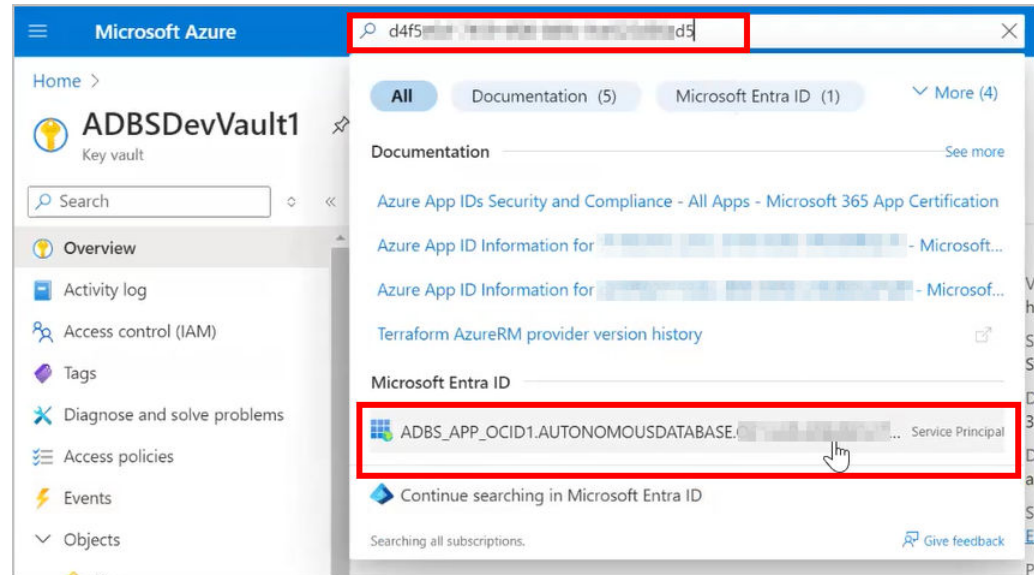 Microsoft Azure
d4f5 d5
Home >
All
Documentation (5)
Microsoft Entra ID (1)
More (4)
ADBSDevVault1
Key vault
Documentation
See more
Search
Azure App IDs Security and Compliance - All Apps - Microsoft 365 App Certification
Overview
Azure App ID Information for - Microsoft...
Activity log
Azure App ID Information for - Microsof...
Access control (IAM)
Terraform AzureRM provider version history
Tags
Microsoft Entra ID
Diagnose and solve problems
ADBS_APP_OCID1.AUTONOMOUSDATABASE. ... Service Principal
Access policies
Events
Continue searching in Microsoft Entra ID
Objects
Searching all subscriptions.
Give feedback